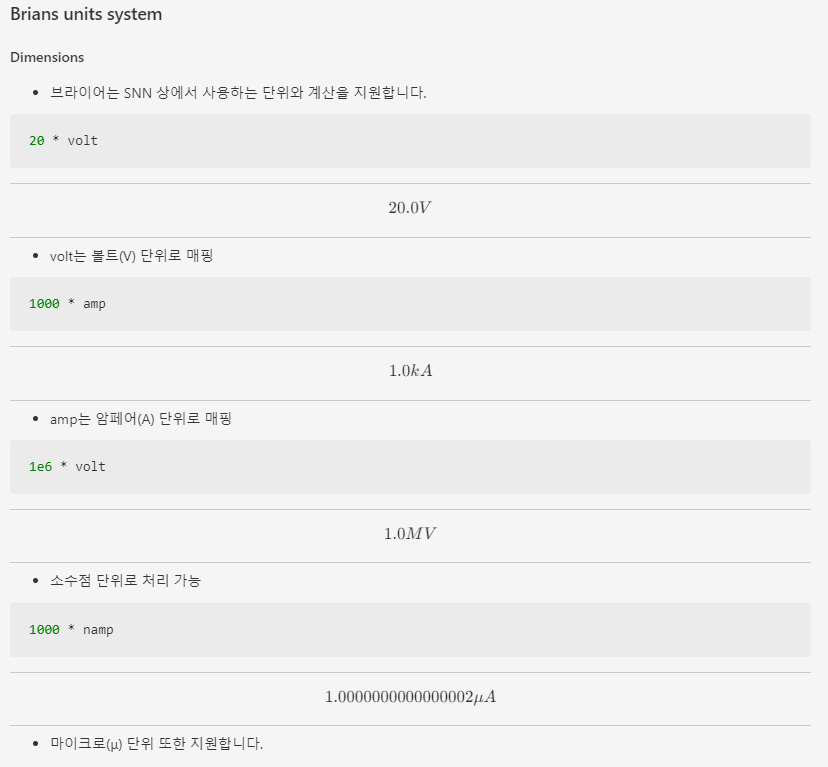 Brians units system
Dimensions
• 브라이어는 SNN 상에서 사용하는 단위와 계산을 지원합니다.
20 * volt
20.0V
• volt는 볼트(V) 단위로 매핑
1000 * amp
1.0kA
• amp는 암페어(A) 단위로 매핑
1e6 * volt
1.0MV
• 소수점 단위로 처리 가능
1000 * namp
1.0000000000000002μA
• 마이크로(μ) 단위 또한 지원합니다.